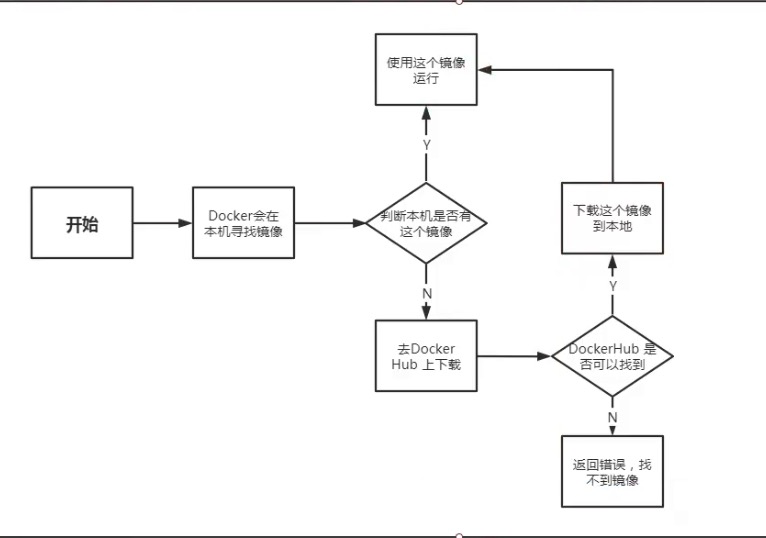 使用这个镜像
运行
Y
开始
Docker会在
本机寻找镜像
判断本机是否有
这个镜像
下载这个镜像
到本地
N
Y
去Docker
Hub 上下载
DockerHub 是
否可以找到
N
返回错误，找
不到镜像